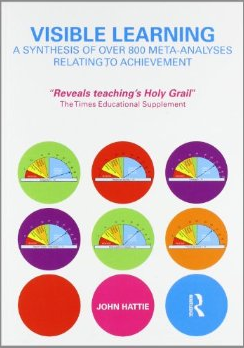 VISIBLE LEARNING
A SYNTHESIS OF OVER 800 META-ANALYSES
RELATING TO ACHIEVEMENT
"Reveals teaching's Holy Grail"
The Times Educational Supplement
JOHN HATTIE
R